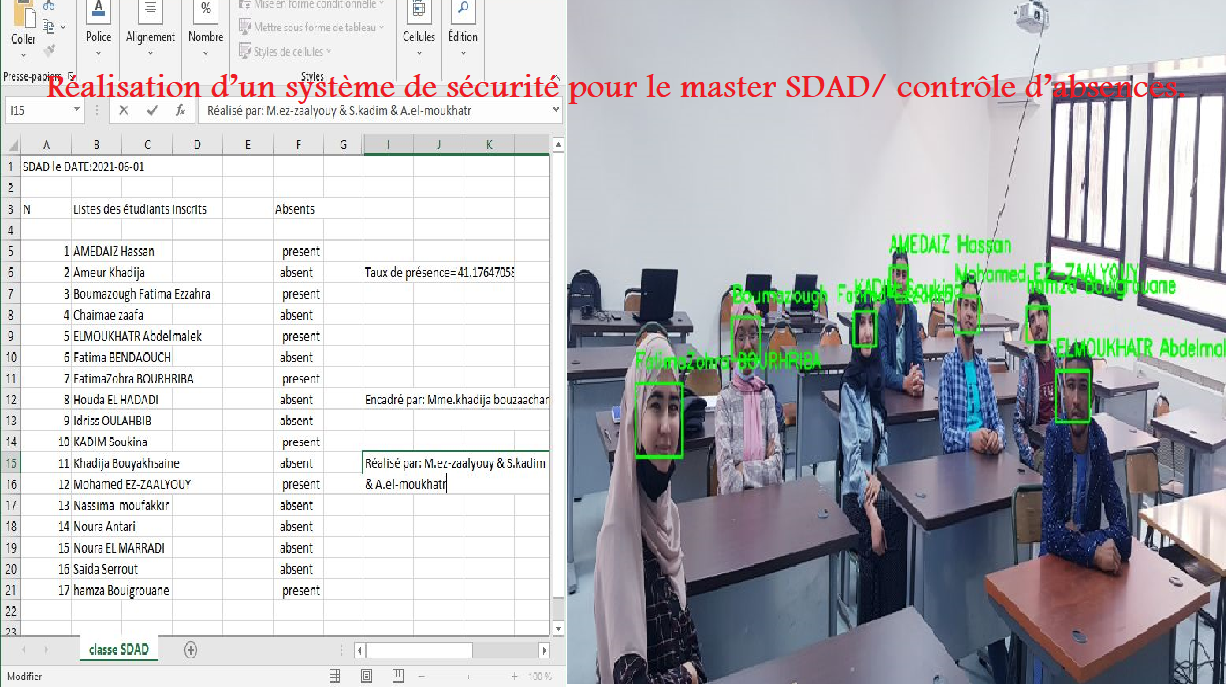 Mise en forme conditionnelle
Mettre sous forme de tableau
Styles de cellules
Coller
Police
Alignement
Nombre
Cellules
Édition
Presse-papiers
Styles
Réalisation d'un système de sécurité pour le master SDAD/ contrôle d'absences.
I15
fx
Réalisé par: M.ez-zaalyouy & S.kadim & A.el-moukhatr
A B C D E F G I J K
1 SDAD le DATE:2021-06-01
2
3 N Listes des étudiants inscrits Absents
4
5 1 AMEDAIZ Hassan present
6 2 Ameur Khadija absent Taux de présence=41.1764705
7 3 Boumazough Fatima Ezzahra present
8 4 Chaimae zaafa absent
9 5 ELMOUKHATR Abdelmalek present
10 6 Fatima BENDAOUCH absent
11 7 FatimaZohra BOURHRIBA present
12 8 Houda EL HADADI absent Encadré par: Mme.khadija bouzaachan
13 9 Idriss OULAHBIB absent
14 10 KADIM Soukina present
15 11 Khadija Bouyakhsaine absent Réalisé par: M.ez-zaalyouy & S.kadim
16 12 Mohamed EZ-ZAALYOUY present & A.el-moukhatr
17 13 Nassima moufakkir absent
18 14 Noura Antari absent
19 15 Noura EL MARRADI absent
20 16 Saida Serrout absent
21 17 hamza Bouigrouane present
22
23
classe SDAD
Modifier
100 %
AMEDAIZ Hassan
Mohamed EZ-ZAALYOUY
KADIM Soukina
hamza Bouigrouane
Boumazough Fatima
ELMOUKHATR Abdelmal
FatimaZohra BOURHRIBA